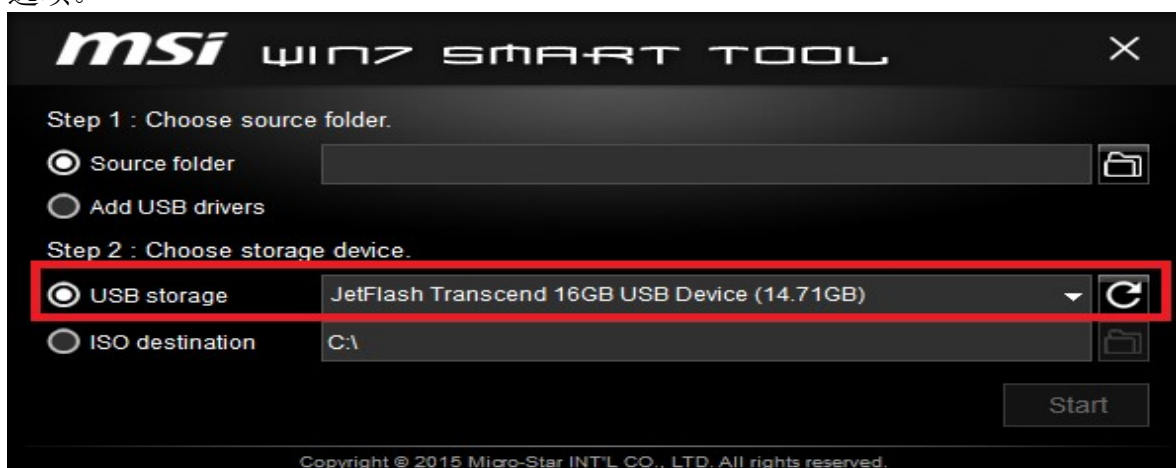 选项。
msi WIN7 SMART TOOL
Step 1 : Choose source folder.
Source folder
Add USB drivers
Step 2 : Choose storage device.
USB storage JetFlash Transcend 16GB USB Device (14.71GB)
ISO destination C:\
Start
Copyright © 2015 Micro-Star INT'L CO., LTD. All rights reserved.